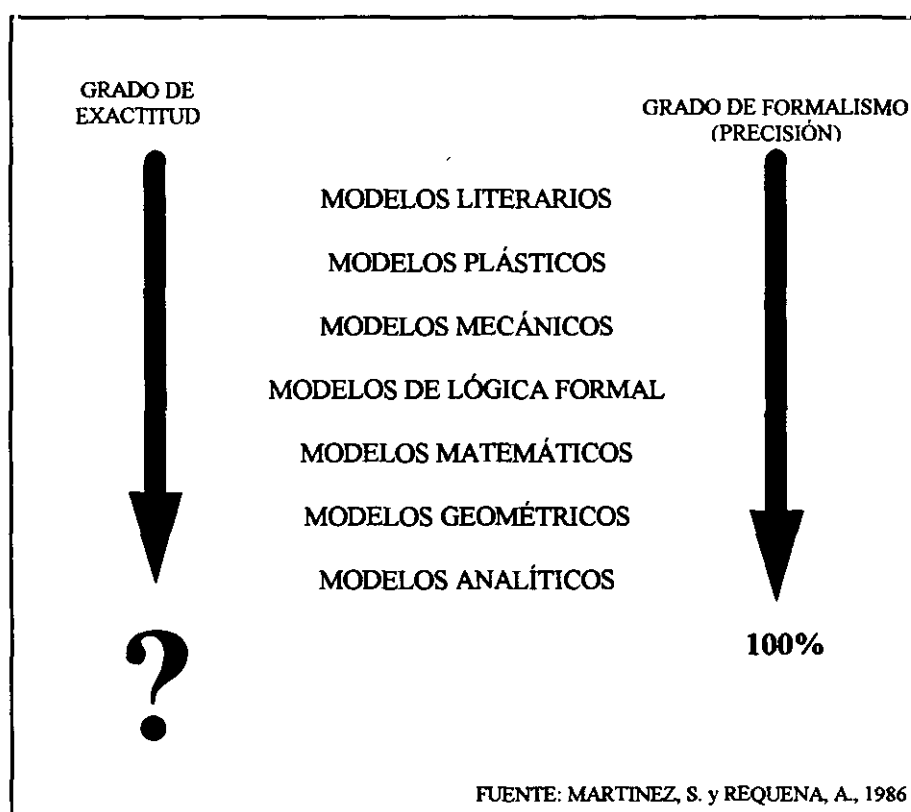 GRADO DE
EXACTITUD
GRADO DE FORMALISMO
(PRECISIÓN)
MODELOS LITERARIOS
MODELOS PLÁSTICOS
MODELOS MECÁNICOS
MODELOS DE LÓGICA FORMAL
MODELOS MATEMÁTICOS
MODELOS GEOMÉTRICOS
MODELOS ANALÍTICOS
?
100%
FUENTE: MARTINEZ, S. y REQUENA, A., 1986